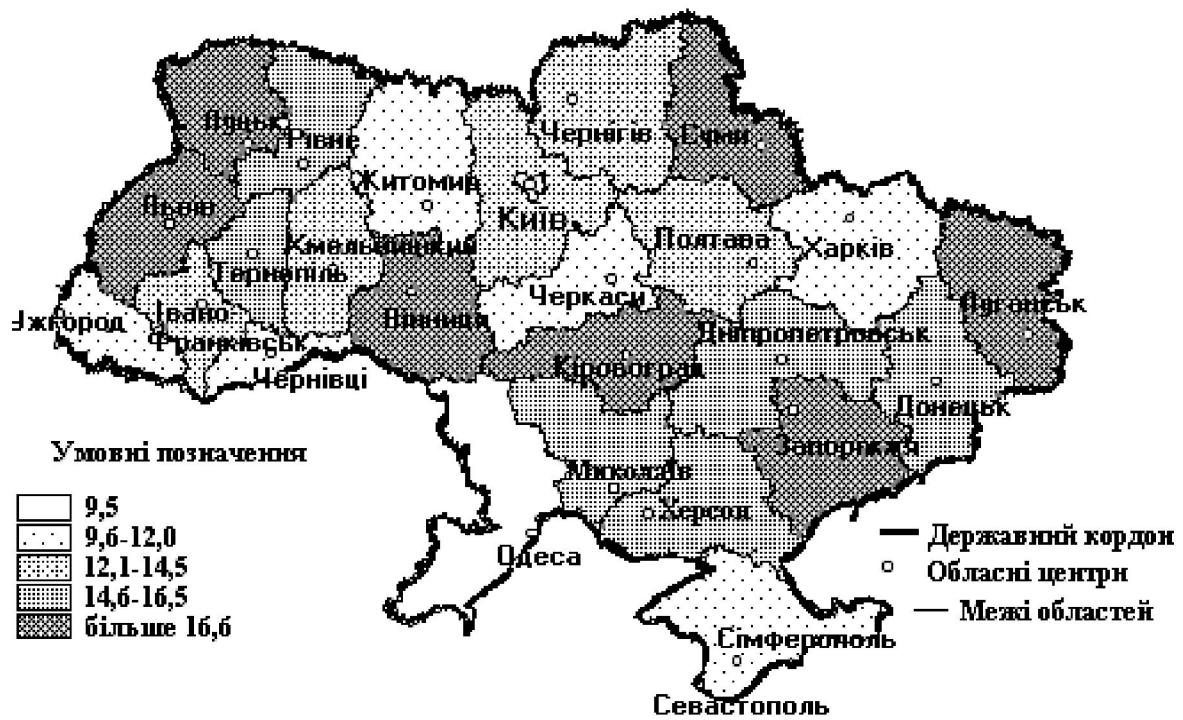 Чернігів
Суми
Луцьк
Рівне
Житомир
Київ
Львів
Хмельницкий
Полтава
Харків
Тернопіль
Черкаси
Ужгород
Івано
Франківськ
Вінниця
Луганськ
Дніпропетровськ
Кіровоград
Чернівці
Донецьк
Запоріжжя
Миколаїв
Херсон
Одеса
Сімферополь
Севастополь
Умовні позначення
9,5
9,6-12,0
12,1-14,5
14,6-16,5
більше 16,6
Державний кордон
Обласні центри
Межі областей